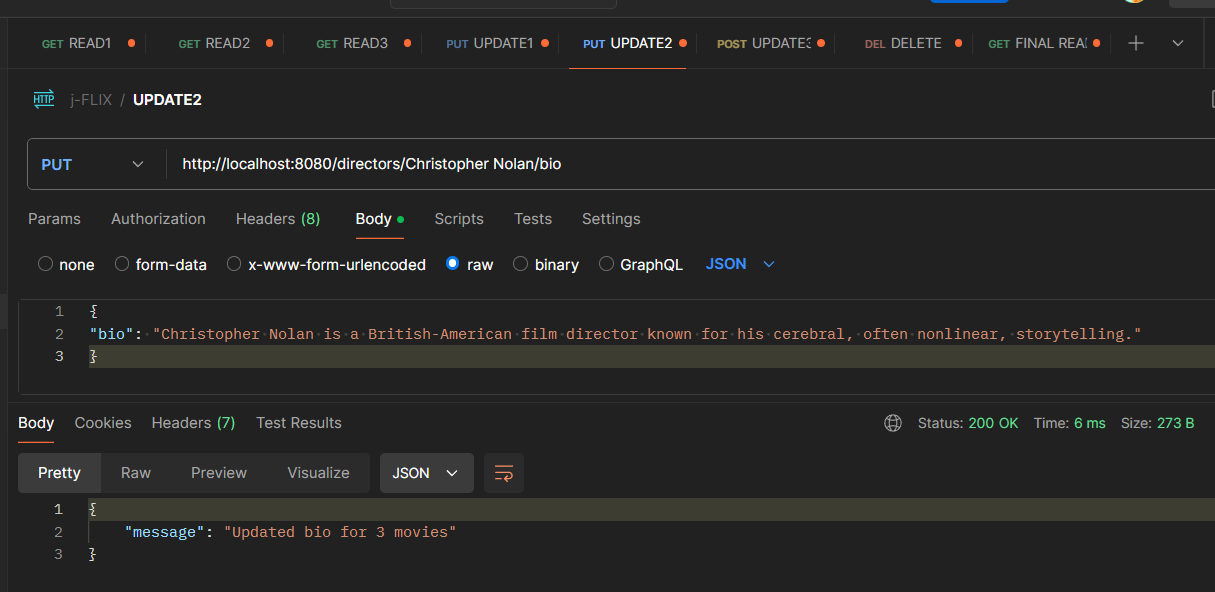 GET READ1 GET READ2 GET READ3 PUT UPDATE1 PUT UPDATE2 POST UPDATE3 DEL DELETE GET FINAL REA
HTTP j-FLIX / UPDATE2
PUT http://localhost:8080/directors/Christopher Nolan/bio
Params Authorization Headers (8) Body Scripts Tests Settings
none form-data x-www-form-urlencoded raw binary GraphQL JSON
1 {
2 "bio": "Christopher Nolan is a British-American film director known for his cerebral, often nonlinear, storytelling."
3 }
Body Cookies Headers (7) Test Results Status: 200 OK Time: 6 ms Size: 273 B
Pretty Raw Preview Visualize JSON
1 {
2 "message": "Updated bio for 3 movies"
3 }